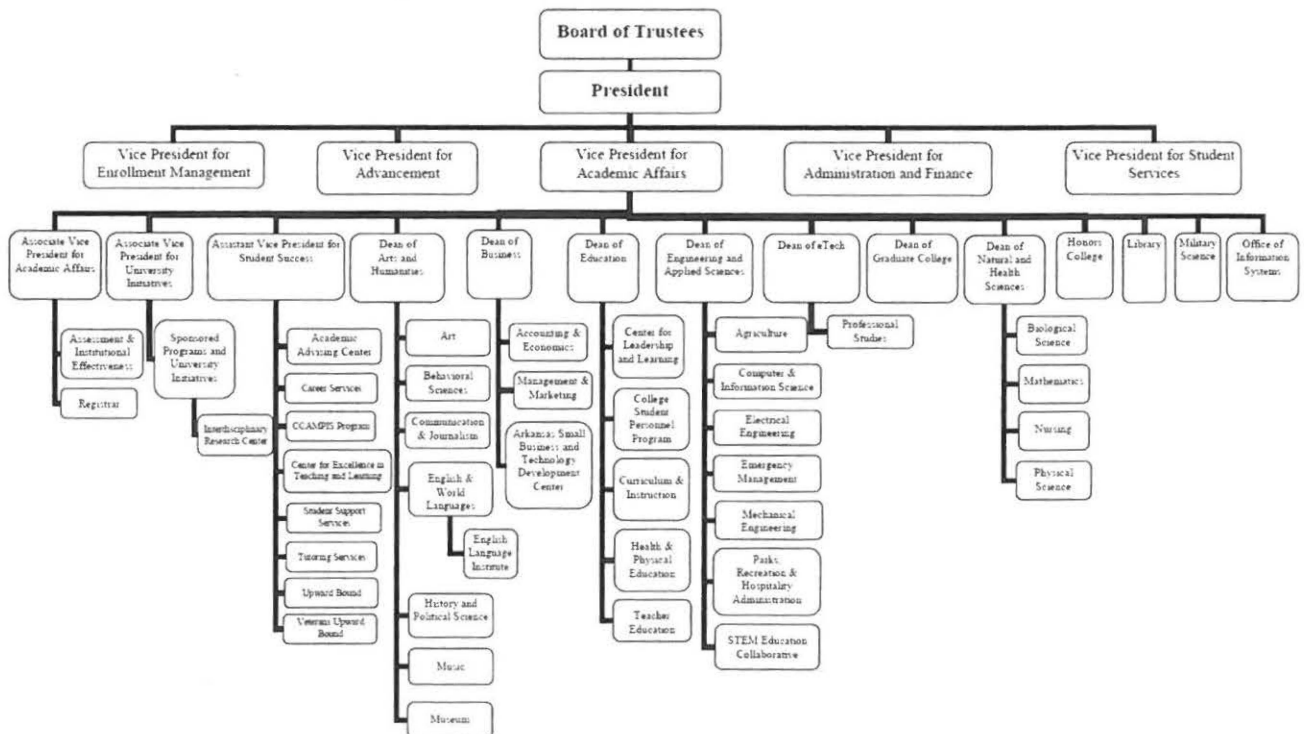 Board of Trustees
President
Vice President for
Enrollment Management
Vice President for
Advancement
Vice President for
Academic Affairs
Vice President for
Administration and Finance
Vice President for Student
Services
Associate Vice
President for
Academic Affairs
Associate Vice
President for
University
Initiatives
Assistant Vice President for
Student Success
Dean of
Arts and
Humanities
Dean of
Business
Dean of
Education
Dean of
Engineering and
Applied Sciences
Dean of eTech
Dean of
Graduate College
Dean of
Natural and
Health
Sciences
Honors
College
Library
Military
Science
Office of
Information
Systems
Assessment &
Institutional
Effectiveness
Registrar
Sponsored
Programs and
University
Initiatives
Interdisciplinary
Research Center
Academic
Advising Center
Career Services
CCAMPIS Program
Center for Excellence in
Teaching and Learning
Student Support
Services
Tutoring Services
Upward Bound
Veterans Upward
Bound
Art
Behavioral
Sciences
Communication
& Journalism
English &
World
Languages
English
Language
Institute
History and
Political Science
Music
Museum
Accounting &
Economics
Management &
Marketing
Arkansas Small
Business and
Technology
Development
Center
Center for
Leadership
and Learning
College
Student
Personnel
Program
Curriculum &
Instruction
Health &
Physical
Education
Teacher
Education
Agriculture
Computer &
Information Science
Electrical
Engineering
Emergency
Management
Mechanical
Engineering
Parks,
Recreation &
Hospitality
Administration
STEM Education
Collaborative
Professional
Studies
Biological
Science
Mathematics
Nursing
Physical
Science